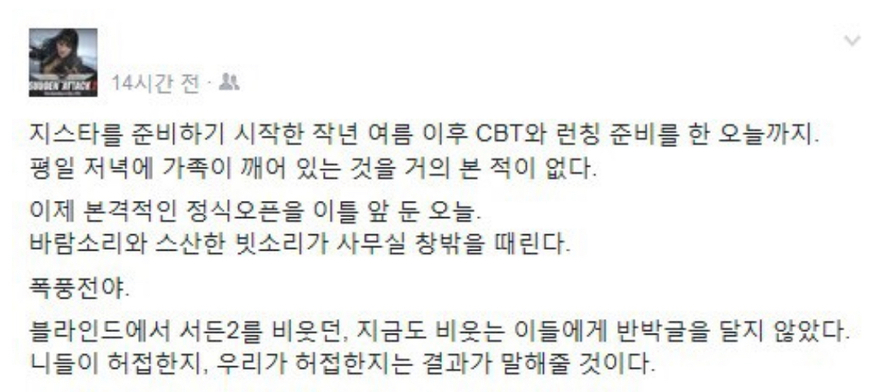 SUDDEN ATTACK 2
14시간 전 ·
지스타를 준비하기 시작한 작년 여름 이후 CBT와 런칭 준비를 한 오늘까지.
평일 저녁에 가족이 깨어 있는 것을 거의 본 적이 없다.
이제 본격적인 정식오픈을 이틀 앞 둔 오늘.
바람소리와 스산한 빗소리가 사무실 창밖을 때린다.
폭풍전야.
블라인드에서 서든2를 비웃던, 지금도 비웃는 이들에게 반박글을 달지 않았다.
니들이 허접한지, 우리가 허접한지는 결과가 말해줄 것이다.